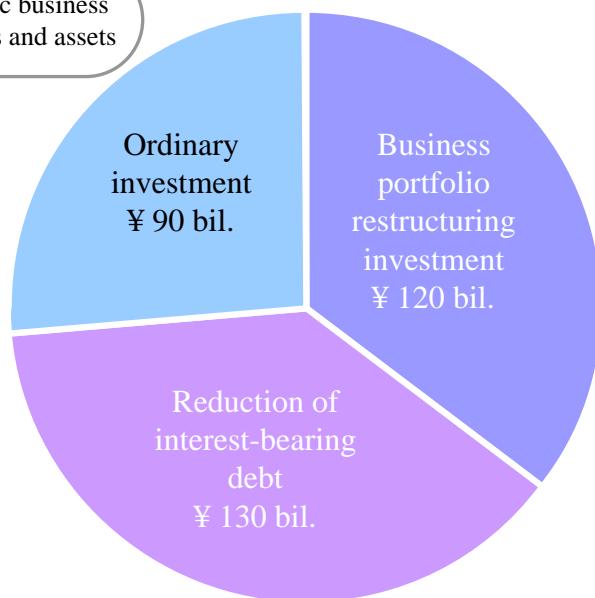 business
and assets
Ordinary
investment
¥ 90 bil.
Business
portfolio
restructuring
investment
¥ 120 bil.
Reduction of
interest-bearing
debt
¥ 130 bil.